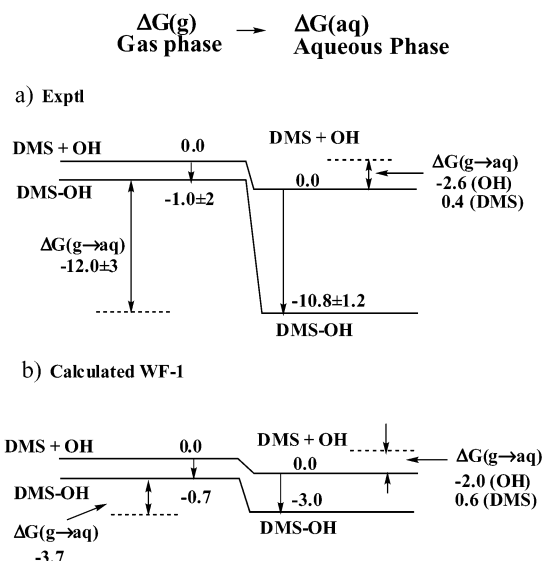 ΔG(g) → ΔG(aq)
Gas phase Aqueous Phase
a) Exptl
DMS + OH 0.0 DMS + OH
DMS-OH -1.0±2 0.0
ΔG(g→aq)
-2.6 (OH)
0.4 (DMS)
ΔG(g→aq)
-12.0±3
-10.8±1.2
DMS-OH
b) Calculated WF-1
DMS + OH 0.0 DMS + OH
0.0
DMS-OH -0.7 -3.0
ΔG(g→aq)
-2.0 (OH)
0.6 (DMS)
DMS-OH
ΔG(g→aq)
-3.7